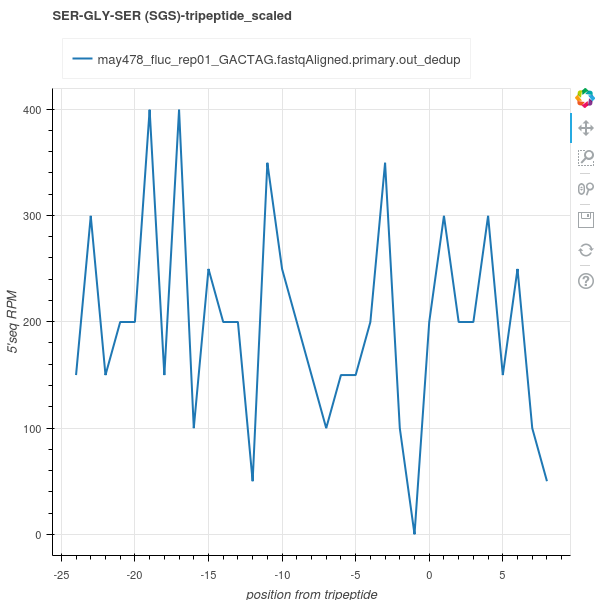 SER-GLY-SER (SGS)-tripeptide_scaled
may478_fluc_rep01_GACTAG.fastqAligned.primary.out_dedup
400
300
200
100
0
5'seq RPM
-25 -20 -15 -10 -5 0 5
position from tripeptide